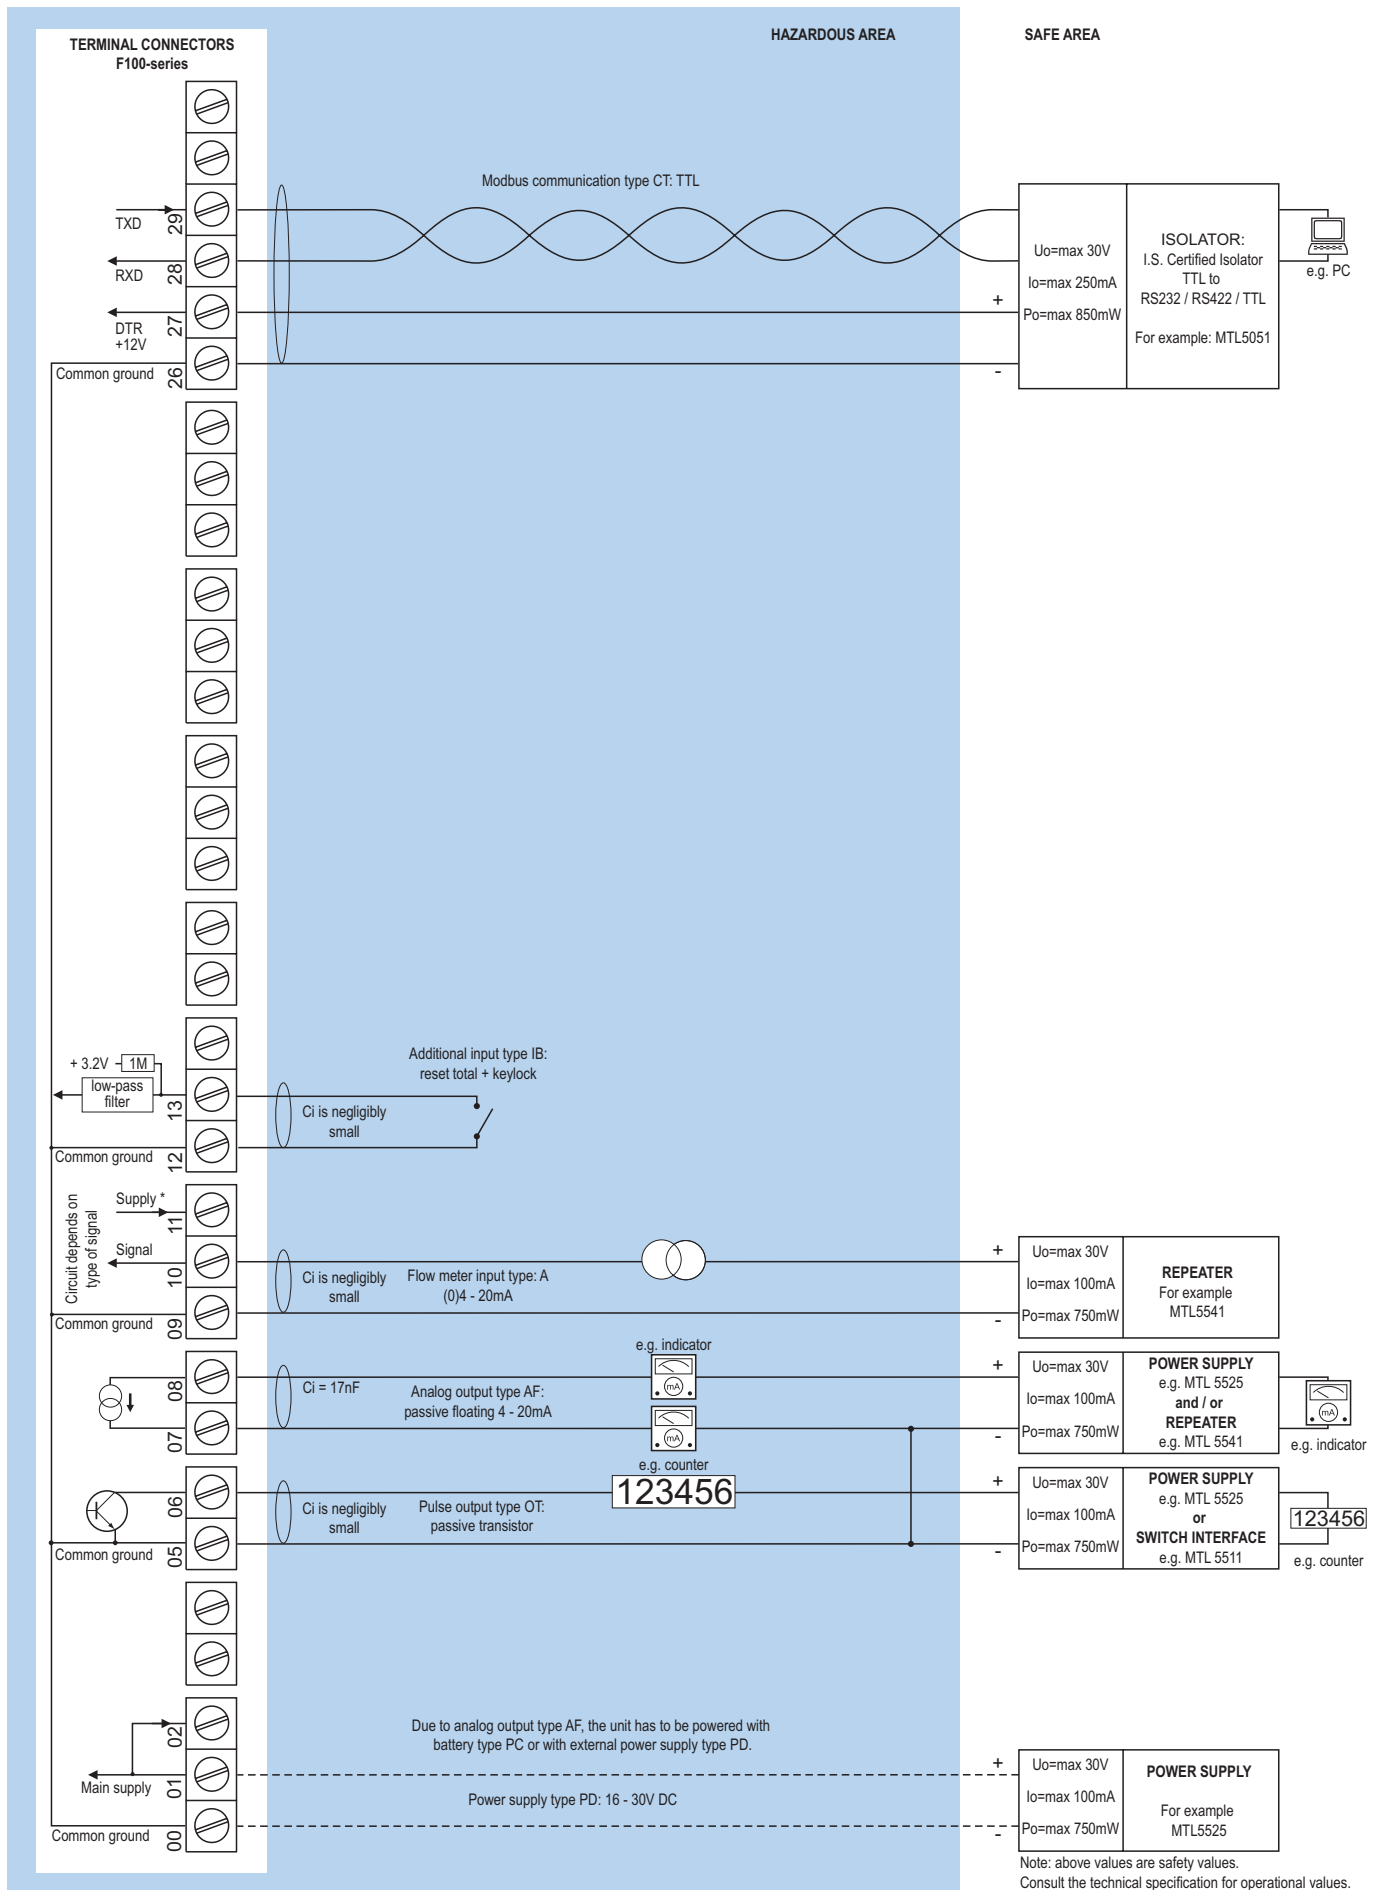 HAZARDOUS AREA
SAFE AREA
TERMINAL CONNECTORS
F100-series
Modbus communication type CT: TTL
TXD
29
RXD
28
DTR
+12V
27
Common ground
26
+
-
Uo=max 30V
Io=max 250mA
Po=max 850mW
ISOLATOR:
I.S. Certified Isolator
TTL to
RS232 / RS422 / TTL
For example: MTL5051
e.g. PC
+ 3.2V
1M
low-pass
filter
13
Common ground
12
Additional input type IB:
reset total + keylock
Ci is negligibly
small
Circuit depends on
type of signal
Supply *
11
Signal
10
Common ground
09
Ci is negligibly
small
Flow meter input type: A
(0)4 - 20mA
+
-
Uo=max 30V
Io=max 100mA
Po=max 750mW
REPEATER
For example
MTL5541
08
07
Ci = 17nF
Analog output type AF:
passive floating 4 - 20mA
e.g. indicator
mA
mA
+
-
Uo=max 30V
Io=max 100mA
Po=max 750mW
POWER SUPPLY
e.g. MTL 5525
and / or
REPEATER
e.g. MTL 5541
mA
e.g. indicator
06
Common ground
05
Ci is negligibly
small
Pulse output type OT:
passive transistor
e.g. counter
123456
+
-
Uo=max 30V
Io=max 100mA
Po=max 750mW
POWER SUPPLY
e.g. MTL 5525
or
SWITCH INTERFACE
e.g. MTL 5511
123456
e.g. counter
02
Main supply
01
Common ground
00
Due to analog output type AF, the unit has to be powered with
battery type PC or with external power supply type PD.
Power supply type PD: 16 - 30V DC
+
-
Uo=max 30V
Io=max 100mA
Po=max 750mW
POWER SUPPLY
For example
MTL5525
Note: above values are safety values.
Consult the technical specification for operational values.